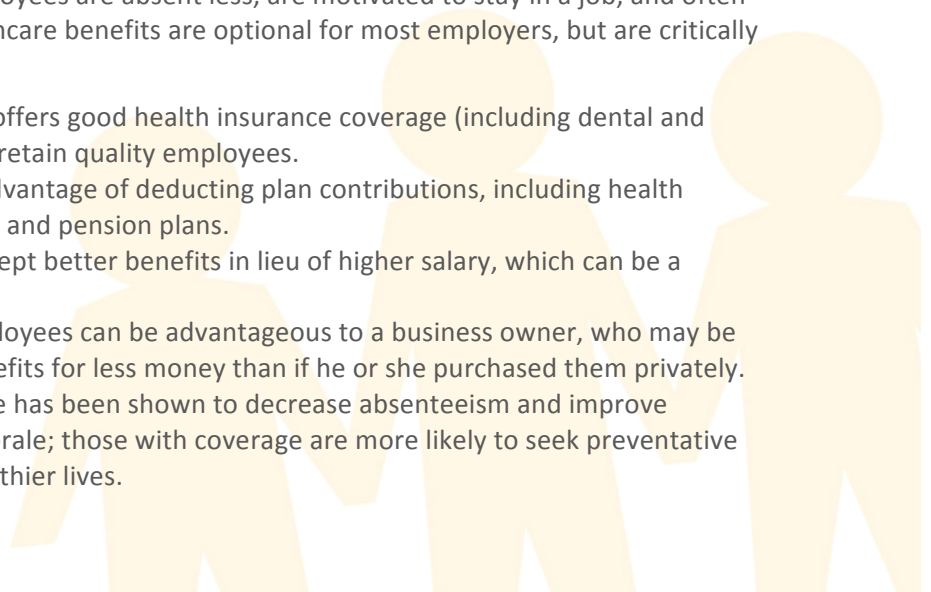 oyees are absent less, are motivated to stay in a job, and often
ncare benefits are optional for most employers, but are critically
offers good health insurance coverage (including dental and
retain quality employees.
dvantage of deducting plan contributions, including health
and pension plans.
ept better benefits in lieu of higher salary, which can be a
loyees can be advantageous to a business owner, who may be
efits for less money than if he or she purchased them privately.
e has been shown to decrease absenteeism and improve
orale; those with coverage are more likely to seek preventative
thier lives.